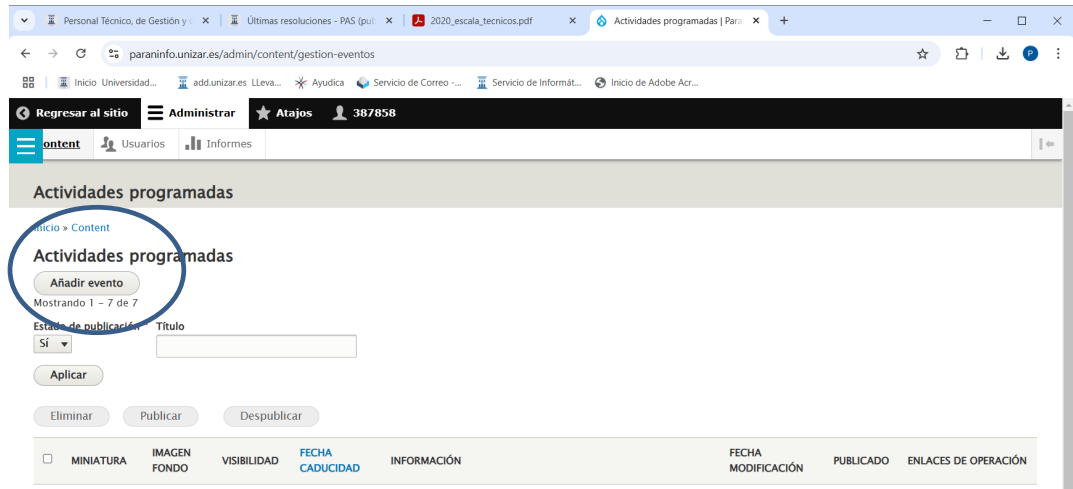 Personal Técnico, de Gestión y
Últimas resoluciones - PAS (pu
2020_escala_tecnicos.pdf
Actividades programadas | Para
paraninfo.unizar.es/admin/content/gestion-eventos
P
Inicio Universidad...
add.unizar.es LLeva...
Ayudica
Servicio de Correo -...
Servicio de Informát...
Inicio de Adobe Acr...
Regresar al sitio
Administrar
Atajos
387858
ontent
Usuarios
Informes
Actividades programadas
Inicio » Content
Actividades programadas
Añadir evento
Mostrando 1 – 7 de 7
Estado de publicación * Título
Sí
Aplicar
Eliminar
Publicar
Despublicar
MINIATURA
IMAGEN
FONDO
VISIBILIDAD
FECHA
CADUCIDAD
INFORMACIÓN
FECHA
MODIFICACIÓN
PUBLICADO
ENLACES DE OPERACIÓN